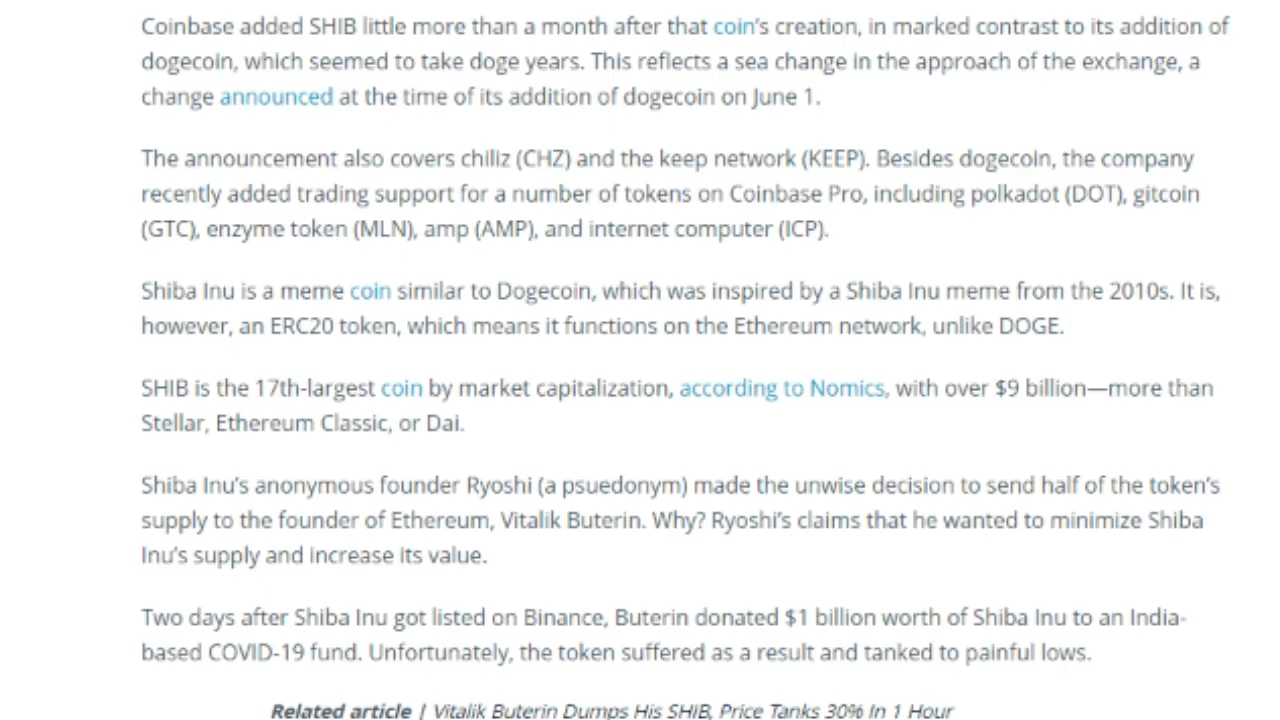 Coinbase added SHIB little more than a month after that coin's creation, in marked contrast to its addition of
dogecoin, which seemed to take doge years. This reflects a sea change in the approach of the exchange, a
change announced at the time of its addition of dogecoin on June 1.
The announcement also covers chiliz (CHZ) and the keep network (KEEP). Besides dogecoin, the company
recently added trading support for a number of tokens on Coinbase Pro, including polkadot (DOT), gitcoin
(GTC), enzyme token (MLN), amp (AMP), and internet computer (ICP).
Shiba Inu is a meme coin similar to Dogecoin, which was inspired by a Shiba Inu meme from the 2010s. It is,
however, an ERC20 token, which means it functions on the Ethereum network, unlike DOGE.
SHIB is the 17th-largest coin by market capitalization, according to Nomics, with over $9 billion—more than
Stellar, Ethereum Classic, or Dai.
Shiba Inu's anonymous founder Ryoshi (a psuedonym) made the unwise decision to send half of the token's
supply to the founder of Ethereum, Vitalik Buterin. Why? Ryoshi's claims that he wanted to minimize Shiba
Inu's supply and increase its value.
Two days after Shiba Inu got listed on Binance, Buterin donated $1 billion worth of Shiba Inu to an India-
based COVID-19 fund. Unfortunately, the token suffered as a result and tanked to painful lows.
Related article | Vitalik Buterin Dumps His SHIB, Price Tanks 30% In 1 Hour